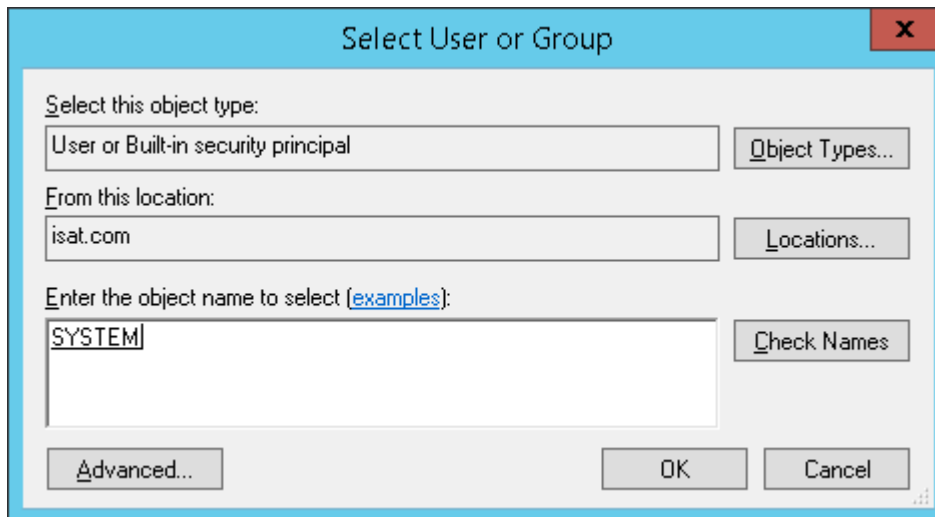 Select User or Group
x
Select this object type:
User or Built-in security principal
Object Types...
From this location:
isat.com
Locations...
Enter the object name to select (examples):
SYSTEM
Check Names
Advanced...
OK
Cancel